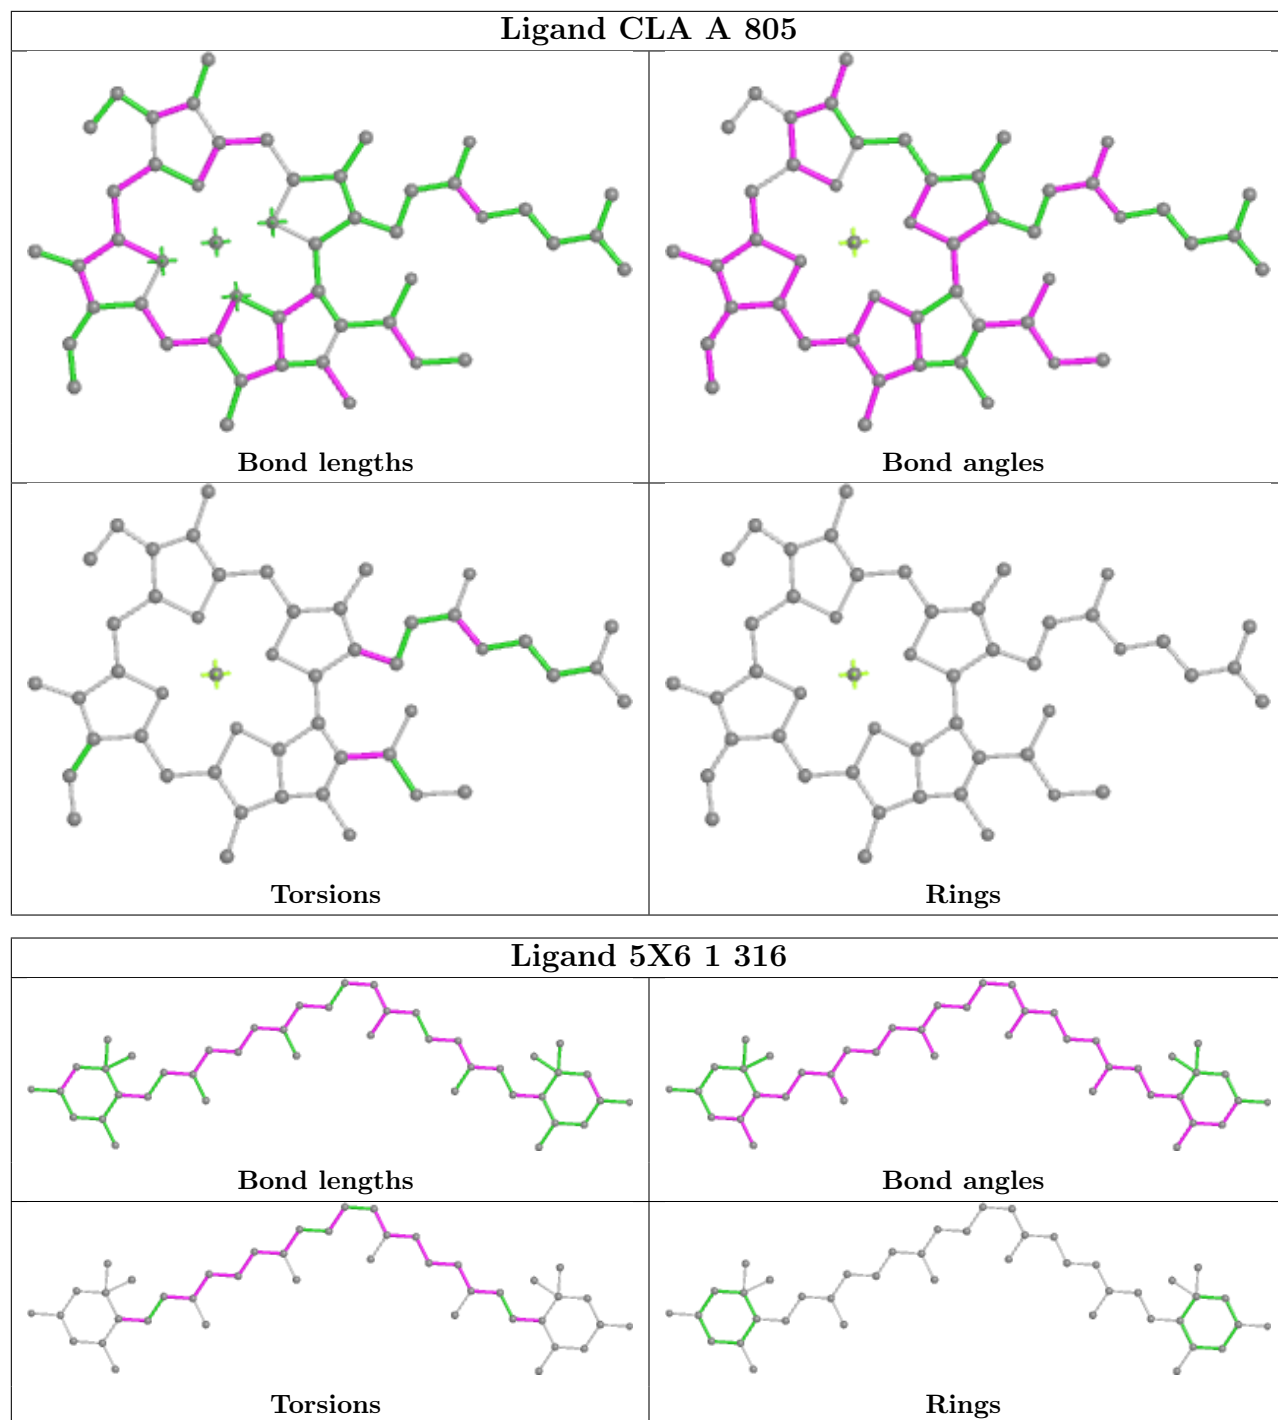 Ligand CLA A 805
Bond lengths
Bond angles
Torsions
Rings
Ligand 5X6 1 316
Bond lengths
Bond angles
Torsions
Rings